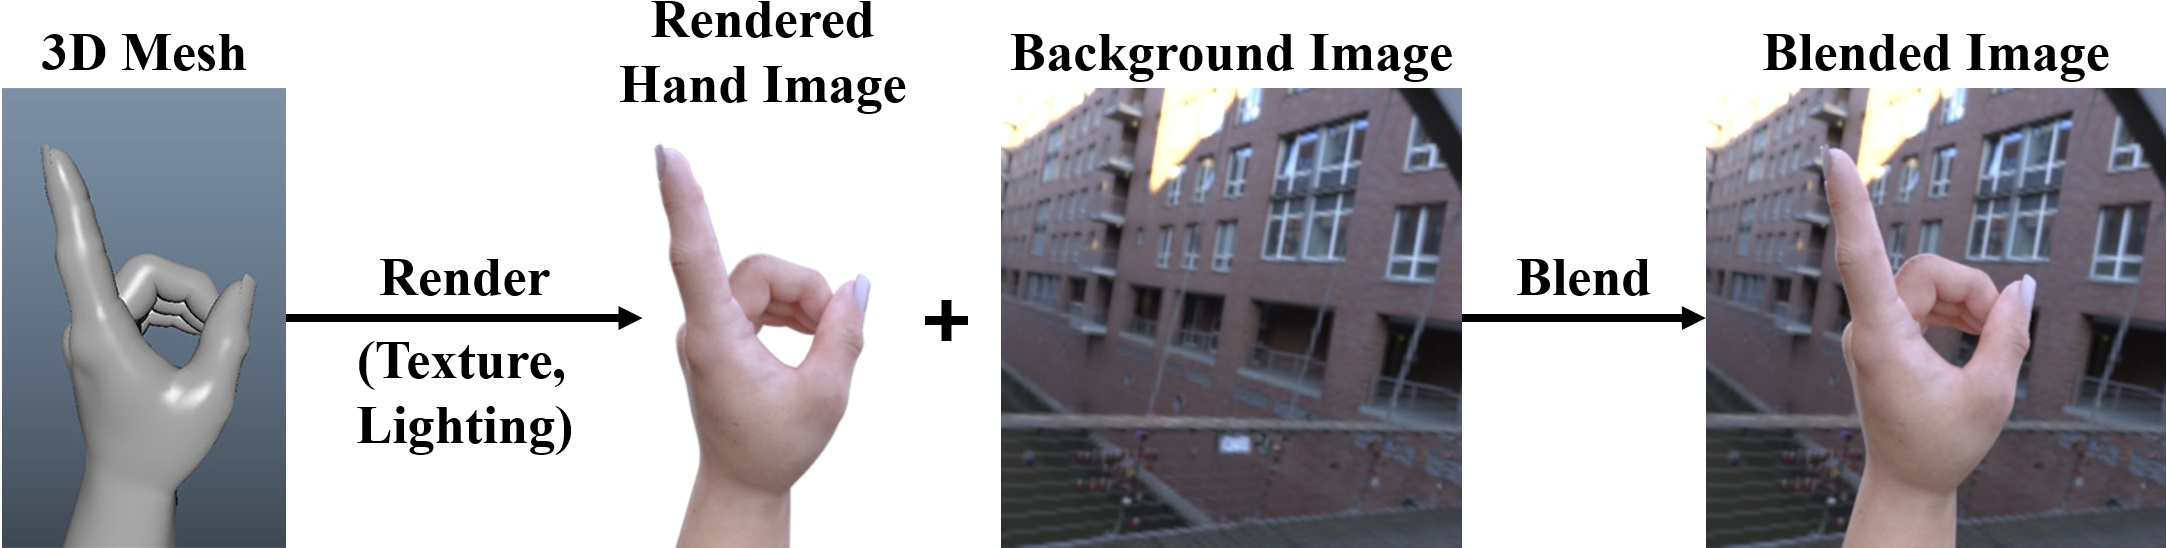 3D Mesh
Render
(Texture,
Lighting)
Rendered
Hand Image
+
Background Image
Blend
Blended Image